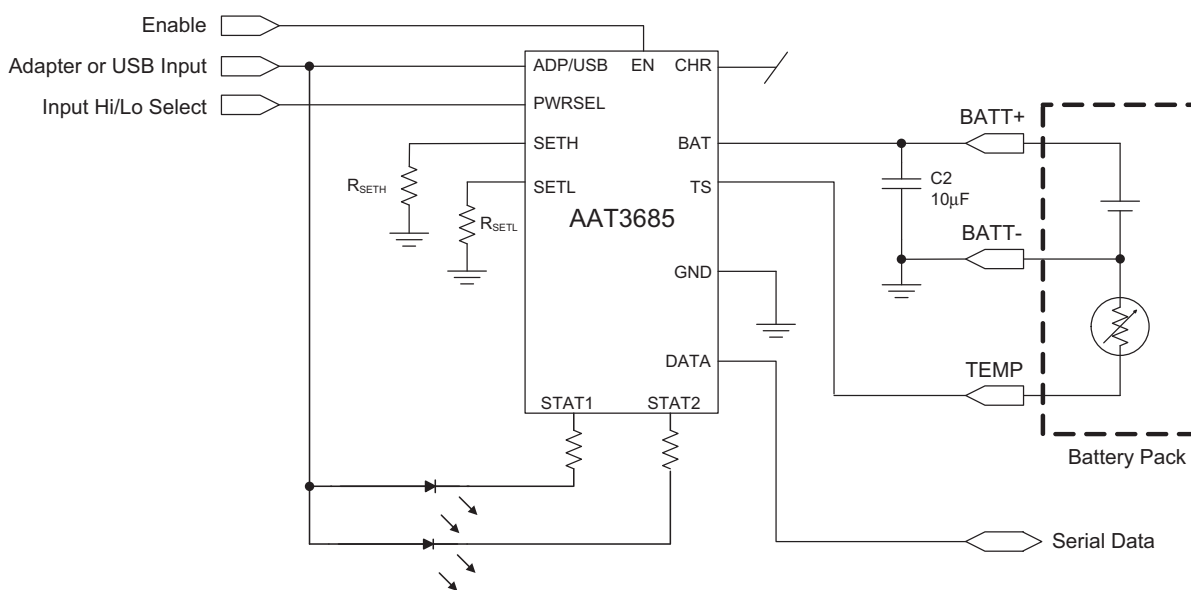 Enable
Adapter or USB Input
Input Hi/Lo Select
ADP/USB
EN
CHR
PWRSEL
SETH
BAT
SETL
TS
AAT3685
GND
DATA
STAT1
STAT2
RSETH
RSETL
C2
10μF
BATT+
BATT-
TEMP
Battery Pack
Serial Data